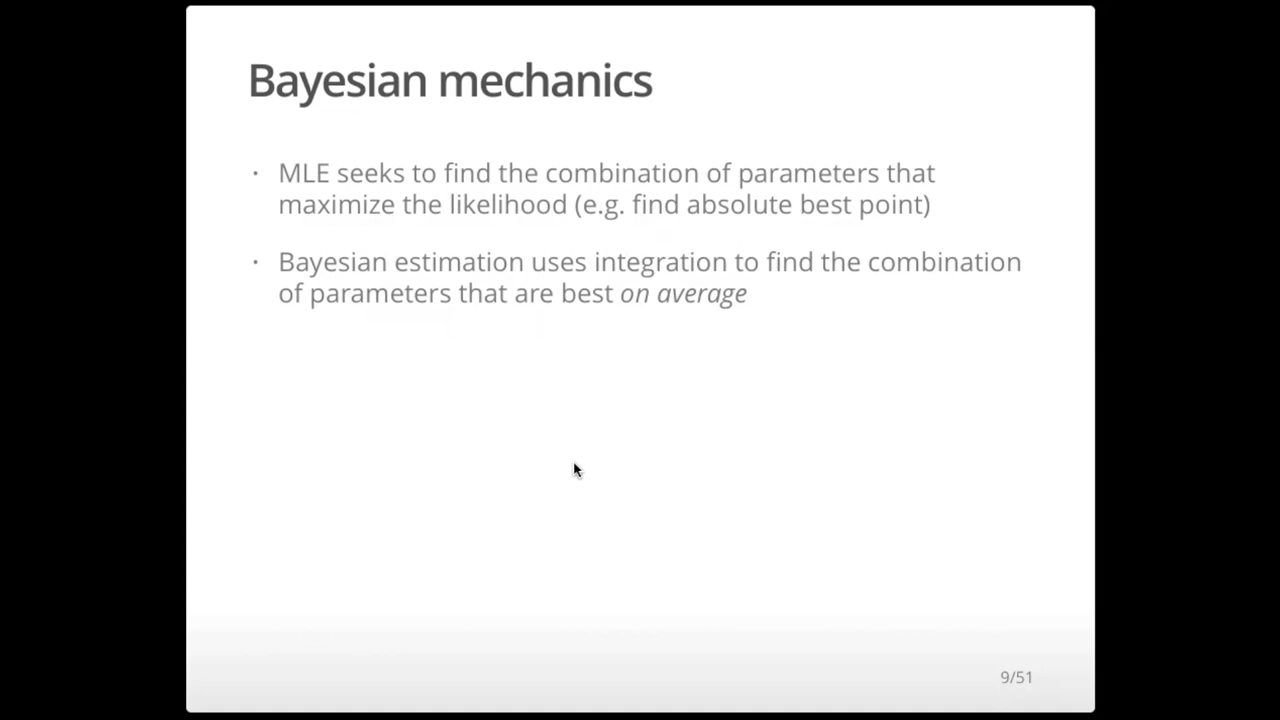 Bayesian mechanics
· MLE seeks to find the combination of parameters that
maximize the likelihood (e.g. find absolute best point)
· Bayesian estimation uses integration to find the combination
of parameters that are best on average
9/51